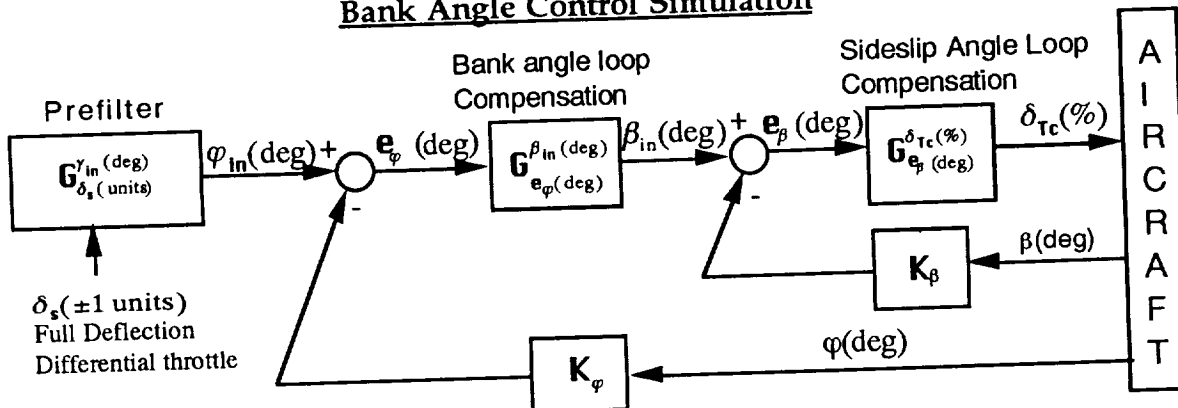 Bank Angle Control Simulation
Prefilter
G γin(deg) δs(units)
δs(±1 units)
Full Deflection
Differential throttle
φin(deg)
+
-
eφ (deg)
Bank angle loop
Compensation
G βin(deg) eφ(deg)
βin(deg)
+
-
eβ(deg)
Sideslip Angle Loop
Compensation
G δTc(%) eβ(deg)
δTc(%)
β(deg)
Kβ
φ(deg)
Kφ
A
I
R
C
R
A
F
T